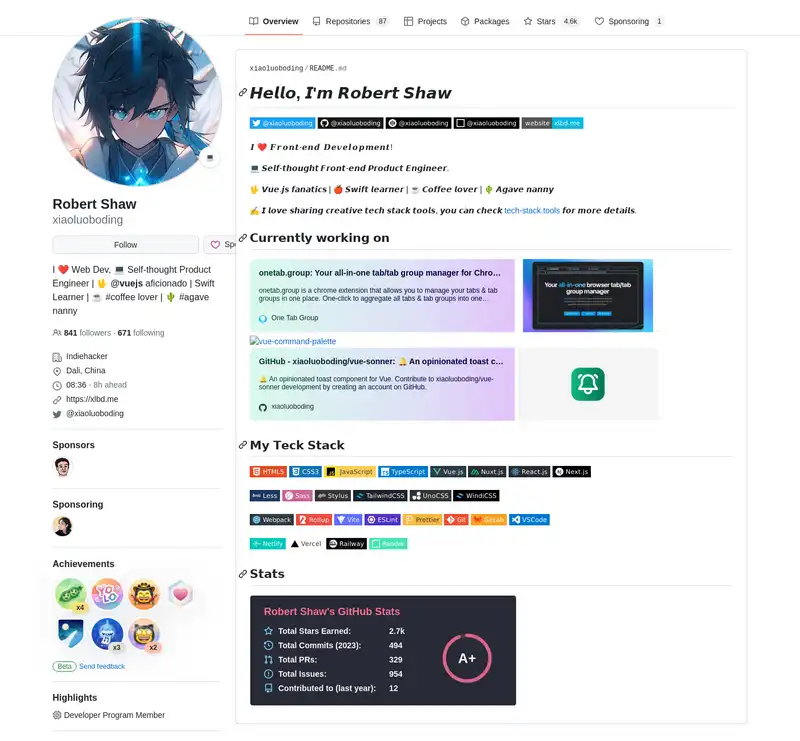 Overview Repositories 87 Projects Packages Stars 4.6k Sponsoring 1
Robert Shaw
xiaoluoboding
Follow
I ❤️ Web Dev, 💻 Self-thought Product
Engineer | 🖖 @vuejs aficionado | Swift
Learner | ☕ #coffee lover | 🌵 #agave
nanny
841 followers · 671 following
Indiehacker
Dali, China
08:36 - 8h ahead
https://xlbd.me
@xiaoluoboding
Sponsors
Sponsoring
Achievements
YOLO
x4
x3
x2
Beta Send feedback
Highlights
Developer Program Member
xiaoluoboding/README.md
Hello, I'm Robert Shaw
@xiaoluoboding @xiaoluoboding @xiaoluoboding @xiaoluoboding website xlbd.me
I ❤️ Front-end Development!
💻 Self-thought Front-end Product Engineer.
🖖 Vue.js fanatics | 🍎 Swift learner | ☕ Coffee lover | 🌵 Agave nanny
✍️ I love sharing creative tech stack tools, you can check tech-stack.tools for more details.
Currently working on
onetab.group: Your all-in-one tab/tab group manager for Chro…
onetab.group is a chrome extension that allows you to manage your tabs & tab
groups in one place. One-click to aggregate all tabs & tab groups into one…
One Tab Group
Your all-in-one browser tab/tab
group manager
vue-command-palette
GitHub - xiaoluoboding/vue-sonner: 🔔 An opinionated toast c…
🔔 An opinionated toast component for Vue. Contribute to xiaoluoboding/vue-
sonner development by creating an account on GitHub.
xiaoluoboding
My Teck Stack
HTML5 CSS3 JavaScript TypeScript Vue.js Nuxt.js React.js Next.js
Less Sass Stylus TailwindCSS UnoCSS WindiCSS
Webpack Rollup Vite ESLint Prettier Git GitLab VSCode
Netlify Vercel Railway Render
Stats
Robert Shaw's GitHub Stats
Total Stars Earned: 2.7k
Total Commits (2023): 494
Total PRs: 329
Total Issues: 954
Contributed to (last year): 12
A+